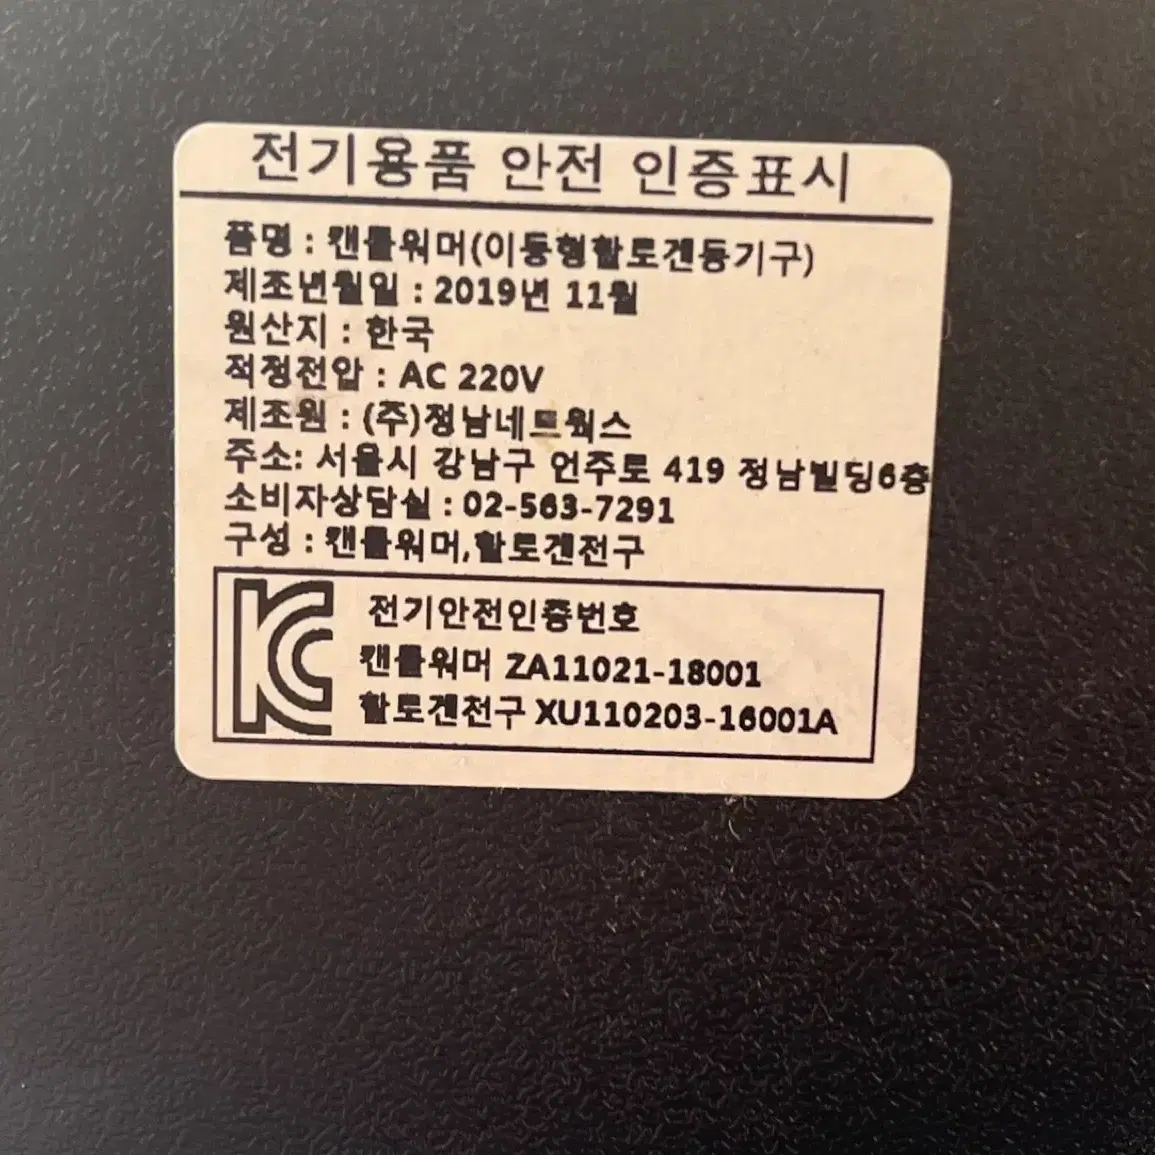 전기용품 안전 인증표시
품명 : 캔들워머(이동형할로겐등기구)
제조년월일 : 2019년 11월
원산지 : 한국
적정전압 : AC 220V
제조원 : (주)정남네트웍스
주소: 서울시 강남구 언주로 419 정남빌딩6층
소비자상담실 : 02-563-7291
구성 : 캔들워머,할로겐전구
KC
전기안전인증번호
캔들워머 ZA11021-18001
할로겐전구 XU110203-16001A